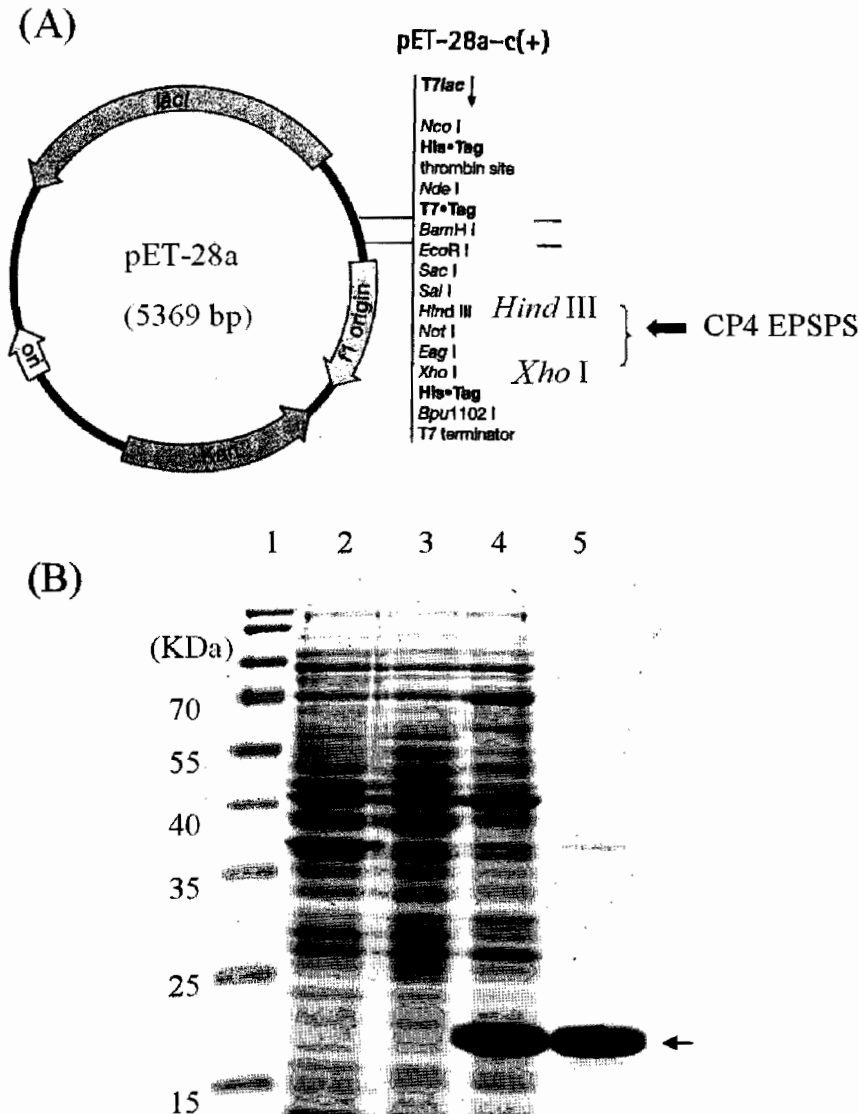 (A)
pET-28a-c(+)
lacI
T7lac
Nco I
His•Tag
thrombin site
Nde I
T7•Tag
BamH I
EcoR I
Sac I
Sal I
Hind III
Not I
Eag I
Xho I
His•Tag
Bpu1102 I
T7 terminator
pET-28a
(5369 bp)
f1 origin
ori
Kan
Hind III
Xho I
CP4 EPSPS
(B)
1 2 3 4 5
(KDa)
70
55
40
35
25
15